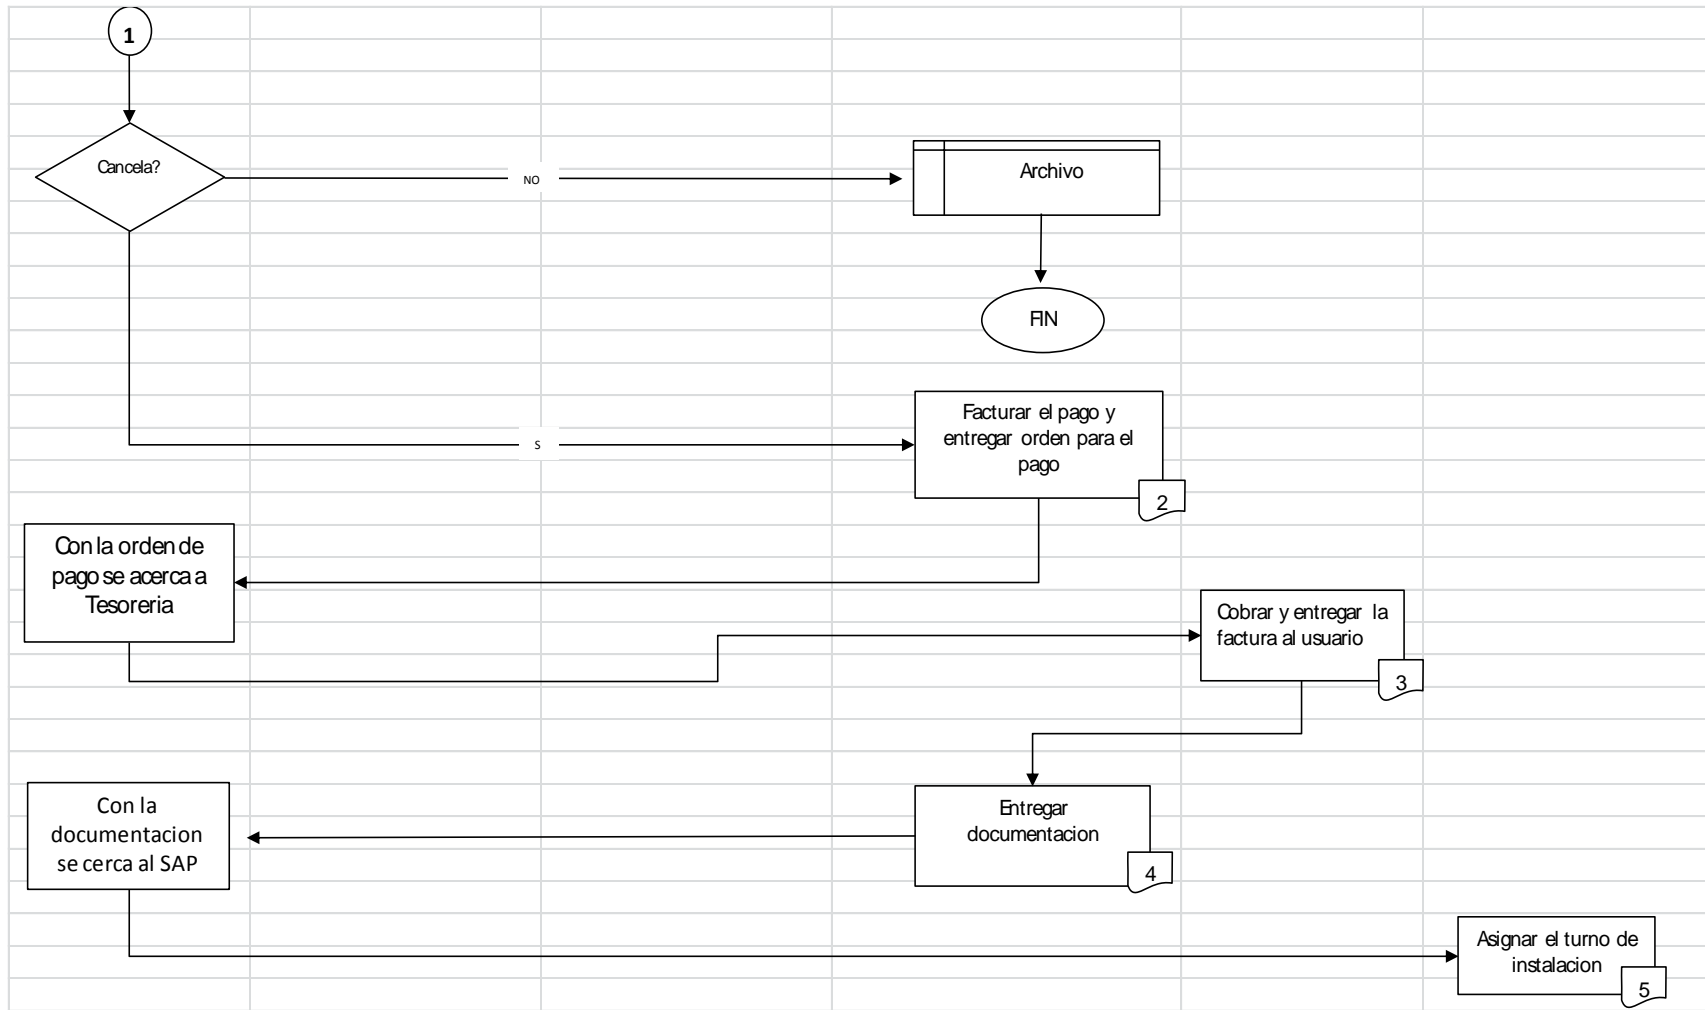 1
Cancela?
NO
Archivo
FIN
Facturar el pago y
entregar orden para el
pago
S
2
Con la orden de
pago se acerca a
Tesoreria
Cobrar y entregar la
factura al usuario
3
Con la
documentacion
se cerca al SAP
Entregar
documentacion
4
Asignar el turno de
instalacion
5